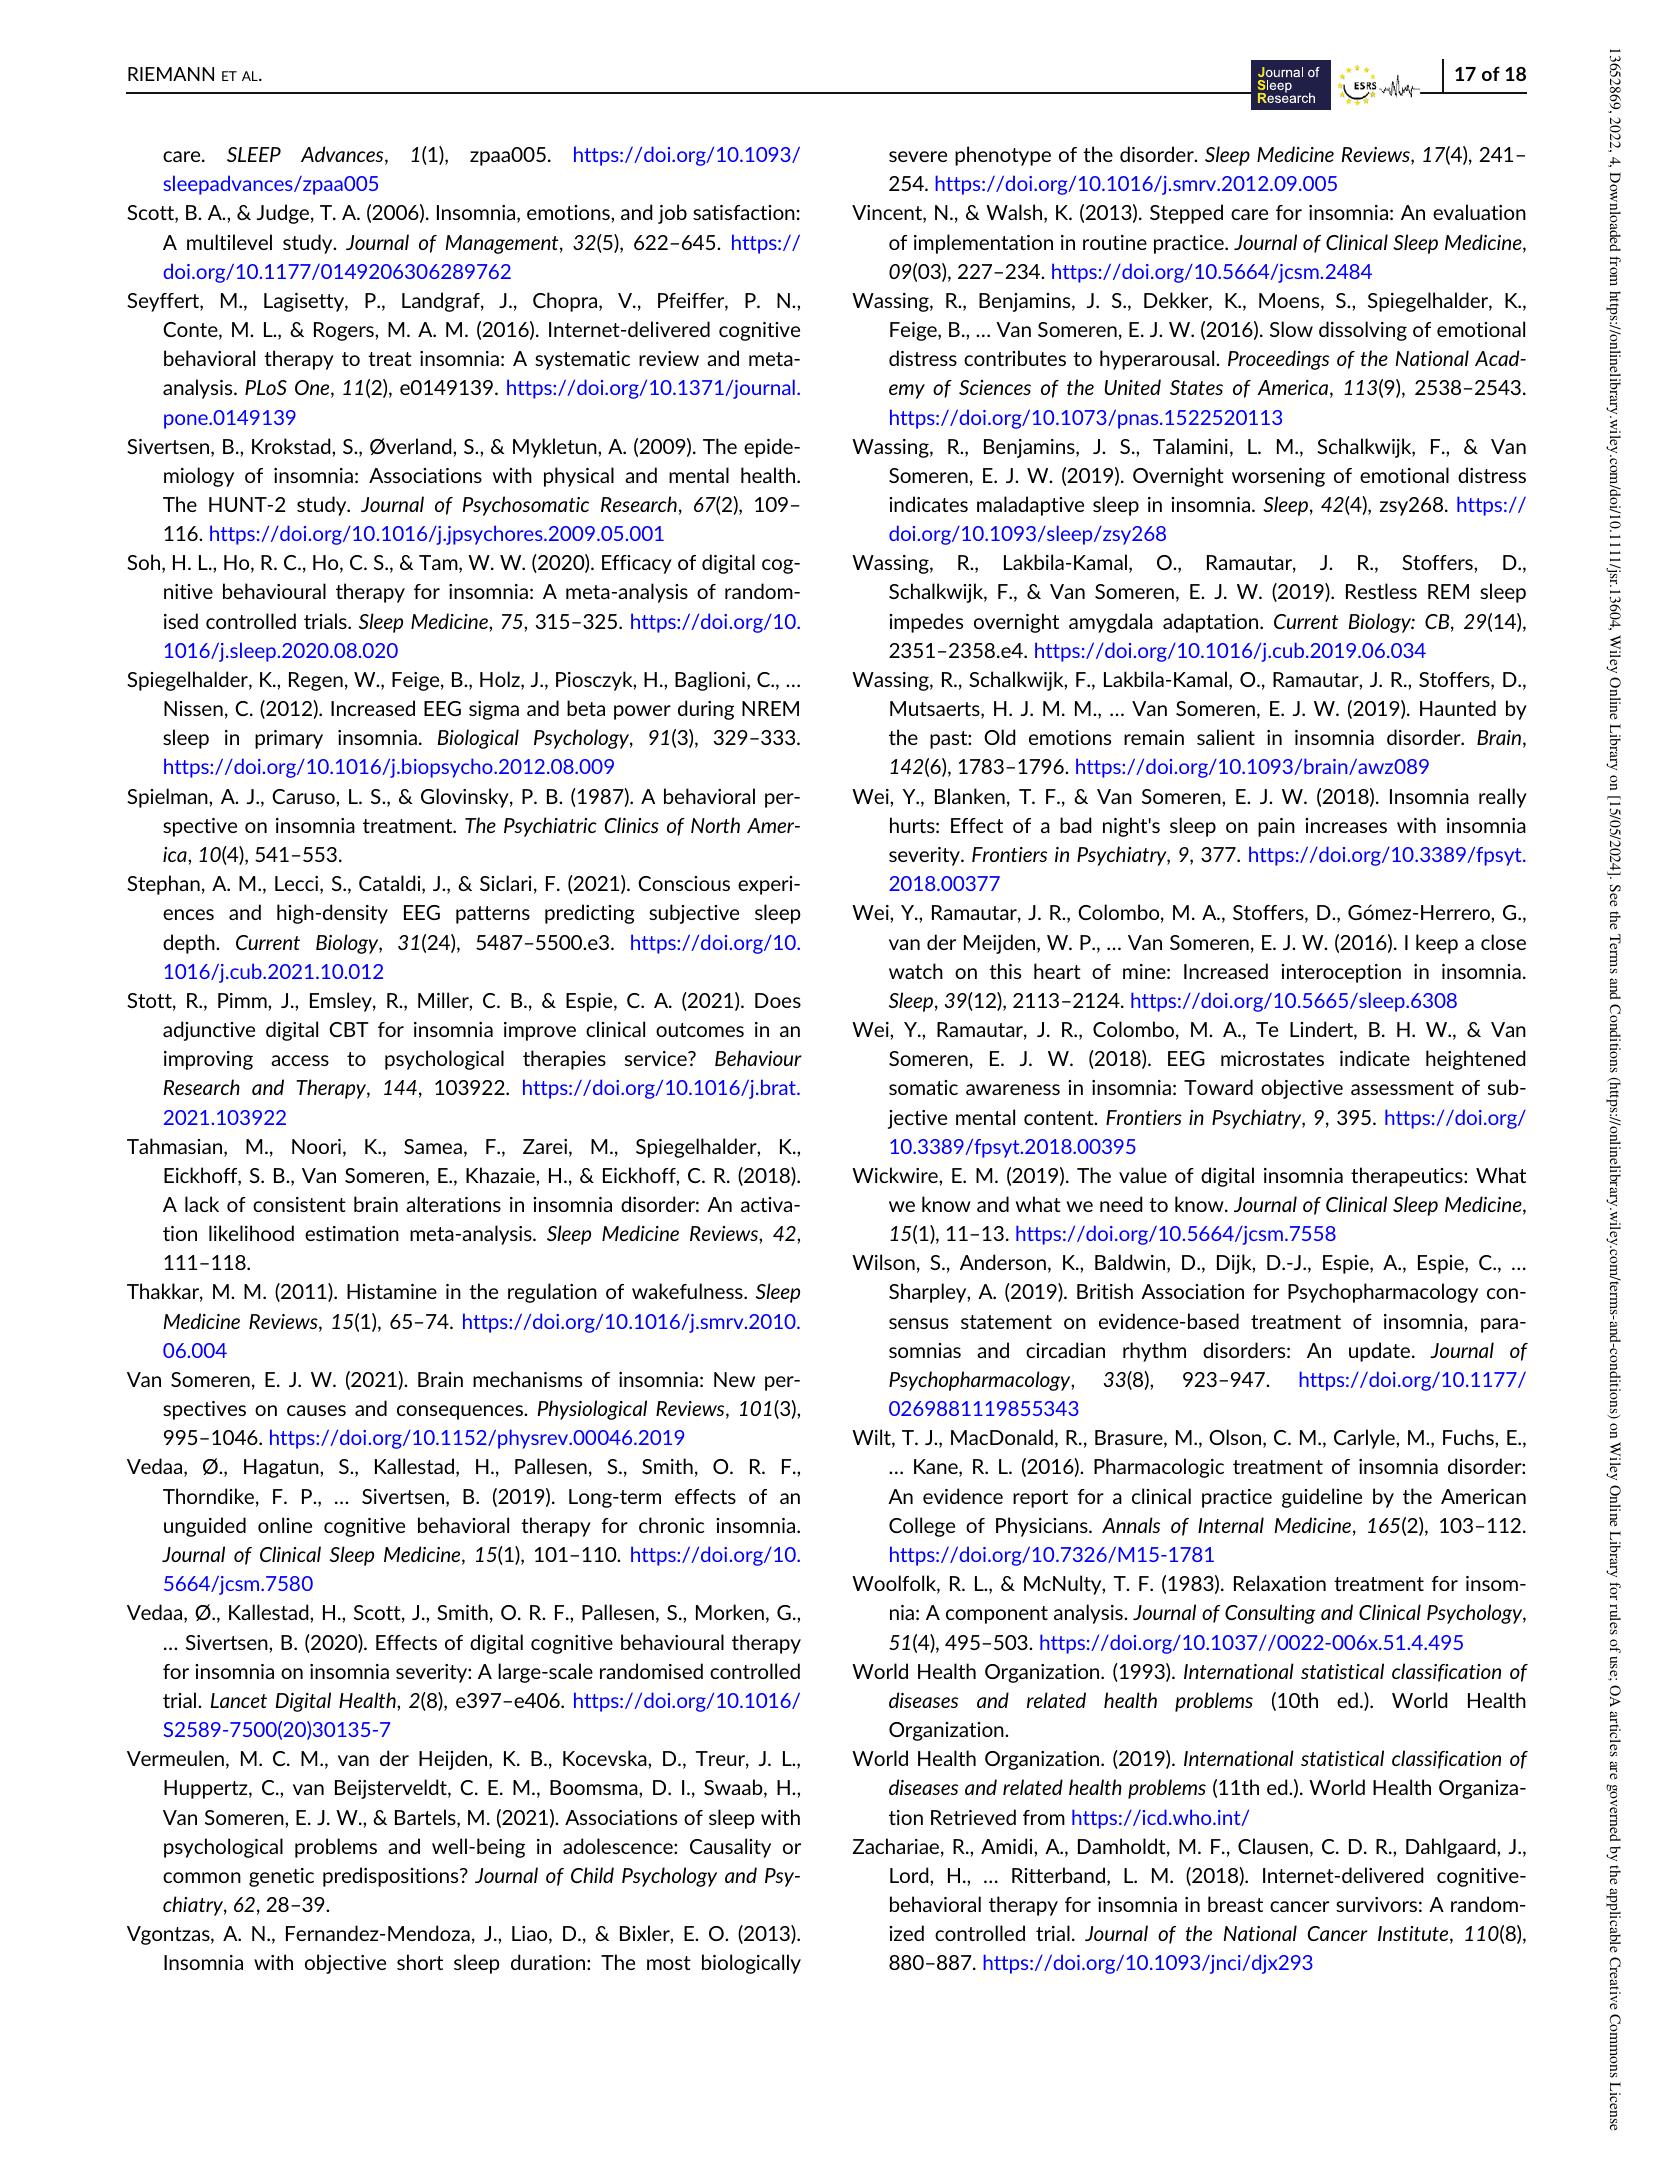 RIEMANN ET AL.
Journal of
Sleep
Research
ESRS
17 of 18
care. SLEEP Advances, 1(1), zpaa005. https://doi.org/10.1093/
sleepadvances/zpaa005
Scott, B. A., & Judge, T. A. (2006). Insomnia, emotions, and job satisfaction:
A multilevel study. Journal of Management, 32(5), 622–645. https://
doi.org/10.1177/0149206306289762
Seyffert, M., Lagisetty, P., Landgraf, J., Chopra, V., Pfeiffer, P. N.,
Conte, M. L., & Rogers, M. A. M. (2016). Internet-delivered cognitive
behavioral therapy to treat insomnia: A systematic review and meta-
analysis. PLoS One, 11(2), e0149139. https://doi.org/10.1371/journal.
pone.0149139
Sivertsen, B., Krokstad, S., Øverland, S., & Mykletun, A. (2009). The epide-
miology of insomnia: Associations with physical and mental health.
The HUNT-2 study. Journal of Psychosomatic Research, 67(2), 109–
116. https://doi.org/10.1016/j.jpsychores.2009.05.001
Soh, H. L., Ho, R. C., Ho, C. S., & Tam, W. W. (2020). Efficacy of digital cog-
nitive behavioural therapy for insomnia: A meta-analysis of random-
ised controlled trials. Sleep Medicine, 75, 315–325. https://doi.org/10.
1016/j.sleep.2020.08.020
Spiegelhalder, K., Regen, W., Feige, B., Holz, J., Piosczyk, H., Baglioni, C., …
Nissen, C. (2012). Increased EEG sigma and beta power during NREM
sleep in primary insomnia. Biological Psychology, 91(3), 329–333.
https://doi.org/10.1016/j.biopsycho.2012.08.009
Spielman, A. J., Caruso, L. S., & Glovinsky, P. B. (1987). A behavioral per-
spective on insomnia treatment. The Psychiatric Clinics of North Amer-
ica, 10(4), 541–553.
Stephan, A. M., Lecci, S., Cataldi, J., & Siclari, F. (2021). Conscious experi-
ences and high-density EEG patterns predicting subjective sleep
depth. Current Biology, 31(24), 5487–5500.e3. https://doi.org/10.
1016/j.cub.2021.10.012
Stott, R., Pimm, J., Emsley, R., Miller, C. B., & Espie, C. A. (2021). Does
adjunctive digital CBT for insomnia improve clinical outcomes in an
improving access to psychological therapies service? Behaviour
Research and Therapy, 144, 103922. https://doi.org/10.1016/j.brat.
2021.103922
Tahmasian, M., Noori, K., Samea, F., Zarei, M., Spiegelhalder, K.,
Eickhoff, S. B., Van Someren, E., Khazaie, H., & Eickhoff, C. R. (2018).
A lack of consistent brain alterations in insomnia disorder: An activa-
tion likelihood estimation meta-analysis. Sleep Medicine Reviews, 42,
111–118.
Thakkar, M. M. (2011). Histamine in the regulation of wakefulness. Sleep
Medicine Reviews, 15(1), 65–74. https://doi.org/10.1016/j.smrv.2010.
06.004
Van Someren, E. J. W. (2021). Brain mechanisms of insomnia: New per-
spectives on causes and consequences. Physiological Reviews, 101(3),
995–1046. https://doi.org/10.1152/physrev.00046.2019
Vedaa, Ø., Hagatun, S., Kallestad, H., Pallesen, S., Smith, O. R. F.,
Thorndike, F. P., … Sivertsen, B. (2019). Long-term effects of an
unguided online cognitive behavioral therapy for chronic insomnia.
Journal of Clinical Sleep Medicine, 15(1), 101–110. https://doi.org/10.
5664/jcsm.7580
Vedaa, Ø., Kallestad, H., Scott, J., Smith, O. R. F., Pallesen, S., Morken, G.,
… Sivertsen, B. (2020). Effects of digital cognitive behavioural therapy
for insomnia on insomnia severity: A large-scale randomised controlled
trial. Lancet Digital Health, 2(8), e397–e406. https://doi.org/10.1016/
S2589-7500(20)30135-7
Vermeulen, M. C. M., van der Heijden, K. B., Kocevska, D., Treur, J. L.,
Huppertz, C., van Beijsterveldt, C. E. M., Boomsma, D. I., Swaab, H.,
Van Someren, E. J. W., & Bartels, M. (2021). Associations of sleep with
psychological problems and well-being in adolescence: Causality or
common genetic predispositions? Journal of Child Psychology and Psy-
chiatry, 62, 28–39.
Vgontzas, A. N., Fernandez-Mendoza, J., Liao, D., & Bixler, E. O. (2013).
Insomnia with objective short sleep duration: The most biologically
severe phenotype of the disorder. Sleep Medicine Reviews, 17(4), 241–
254. https://doi.org/10.1016/j.smrv.2012.09.005
Vincent, N., & Walsh, K. (2013). Stepped care for insomnia: An evaluation
of implementation in routine practice. Journal of Clinical Sleep Medicine,
09(03), 227–234. https://doi.org/10.5664/jcsm.2484
Wassing, R., Benjamins, J. S., Dekker, K., Moens, S., Spiegelhalder, K.,
Feige, B., … Van Someren, E. J. W. (2016). Slow dissolving of emotional
distress contributes to hyperarousal. Proceedings of the National Acad-
emy of Sciences of the United States of America, 113(9), 2538–2543.
https://doi.org/10.1073/pnas.1522520113
Wassing, R., Benjamins, J. S., Talamini, L. M., Schalkwijk, F., & Van
Someren, E. J. W. (2019). Overnight worsening of emotional distress
indicates maladaptive sleep in insomnia. Sleep, 42(4), zsy268. https://
doi.org/10.1093/sleep/zsy268
Wassing, R., Lakbila-Kamal, O., Ramautar, J. R., Stoffers, D.,
Schalkwijk, F., & Van Someren, E. J. W. (2019). Restless REM sleep
impedes overnight amygdala adaptation. Current Biology: CB, 29(14),
2351–2358.e4. https://doi.org/10.1016/j.cub.2019.06.034
Wassing, R., Schalkwijk, F., Lakbila-Kamal, O., Ramautar, J. R., Stoffers, D.,
Mutsaerts, H. J. M. M., … Van Someren, E. J. W. (2019). Haunted by
the past: Old emotions remain salient in insomnia disorder. Brain,
142(6), 1783–1796. https://doi.org/10.1093/brain/awz089
Wei, Y., Blanken, T. F., & Van Someren, E. J. W. (2018). Insomnia really
hurts: Effect of a bad night's sleep on pain increases with insomnia
severity. Frontiers in Psychiatry, 9, 377. https://doi.org/10.3389/fpsyt.
2018.00377
Wei, Y., Ramautar, J. R., Colombo, M. A., Stoffers, D., Gómez-Herrero, G.,
van der Meijden, W. P., … Van Someren, E. J. W. (2016). I keep a close
watch on this heart of mine: Increased interoception in insomnia.
Sleep, 39(12), 2113–2124. https://doi.org/10.5665/sleep.6308
Wei, Y., Ramautar, J. R., Colombo, M. A., Te Lindert, B. H. W., & Van
Someren, E. J. W. (2018). EEG microstates indicate heightened
somatic awareness in insomnia: Toward objective assessment of sub-
jective mental content. Frontiers in Psychiatry, 9, 395. https://doi.org/
10.3389/fpsyt.2018.00395
Wickwire, E. M. (2019). The value of digital insomnia therapeutics: What
we know and what we need to know. Journal of Clinical Sleep Medicine,
15(1), 11–13. https://doi.org/10.5664/jcsm.7558
Wilson, S., Anderson, K., Baldwin, D., Dijk, D.-J., Espie, A., Espie, C., …
Sharpley, A. (2019). British Association for Psychopharmacology con-
sensus statement on evidence-based treatment of insomnia, para-
somnias and circadian rhythm disorders: An update. Journal of
Psychopharmacology, 33(8), 923–947. https://doi.org/10.1177/
0269881119855343
Wilt, T. J., MacDonald, R., Brasure, M., Olson, C. M., Carlyle, M., Fuchs, E.,
… Kane, R. L. (2016). Pharmacologic treatment of insomnia disorder:
An evidence report for a clinical practice guideline by the American
College of Physicians. Annals of Internal Medicine, 165(2), 103–112.
https://doi.org/10.7326/M15-1781
Woolfolk, R. L., & McNulty, T. F. (1983). Relaxation treatment for insom-
nia: A component analysis. Journal of Consulting and Clinical Psychology,
51(4), 495–503. https://doi.org/10.1037//0022-006x.51.4.495
World Health Organization. (1993). International statistical classification of
diseases and related health problems (10th ed.). World Health
Organization.
World Health Organization. (2019). International statistical classification of
diseases and related health problems (11th ed.). World Health Organiza-
tion Retrieved from https://icd.who.int/
Zachariae, R., Amidi, A., Damholdt, M. F., Clausen, C. D. R., Dahlgaard, J.,
Lord, H., … Ritterband, L. M. (2018). Internet-delivered cognitive-
behavioral therapy for insomnia in breast cancer survivors: A random-
ized controlled trial. Journal of the National Cancer Institute, 110(8),
880–887. https://doi.org/10.1093/jnci/djx293
13652869, 2022, 4, Downloaded from https://onlinelibrary.wiley.com/doi/10.1111/jsr.13604, Wiley Online Library on [15/05/2024]. See the Terms and Conditions (https://onlinelibrary.wiley.com/terms-and-conditions) on Wiley Online Library for rules of use; OA articles are governed by the applicable Creative Commons License